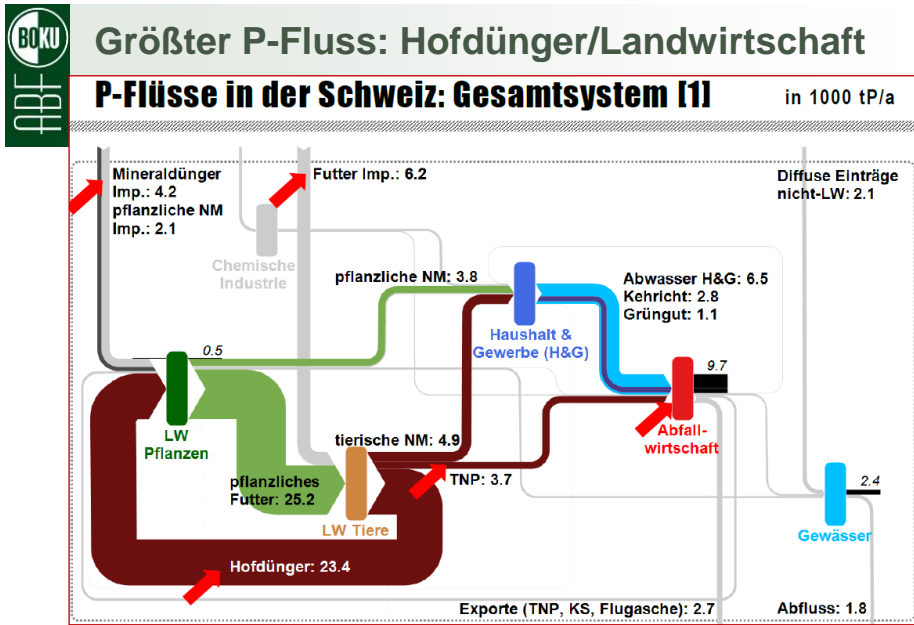 BOKU
ABF
Größter P-Fluss: Hofdünger/Landwirtschaft
P-Flüsse in der Schweiz: Gesamtsystem [1]
in 1000 tP/a
Mineraldünger
Imp.: 4.2
pflanzliche NM
Imp.: 2.1
Futter Imp.: 6.2
Diffuse Einträge
nicht-LW: 2.1
Chemische
Industrie
pflanzliche NM: 3.8
Abwasser H&G: 6.5
Kehricht: 2.8
Grüngut: 1.1
Haushalt &
Gewerbe (H&G)
0.5
9.7
LW
Pflanzen
tierische NM: 4.9
Abfall-
wirtschaft
pflanzliches
Futter: 25.2
TNP: 3.7
2.4
LW Tiere
Gewässer
Hofdünger: 23.4
Exporte (TNP, KS, Flugasche): 2.7
Abfluss: 1.8